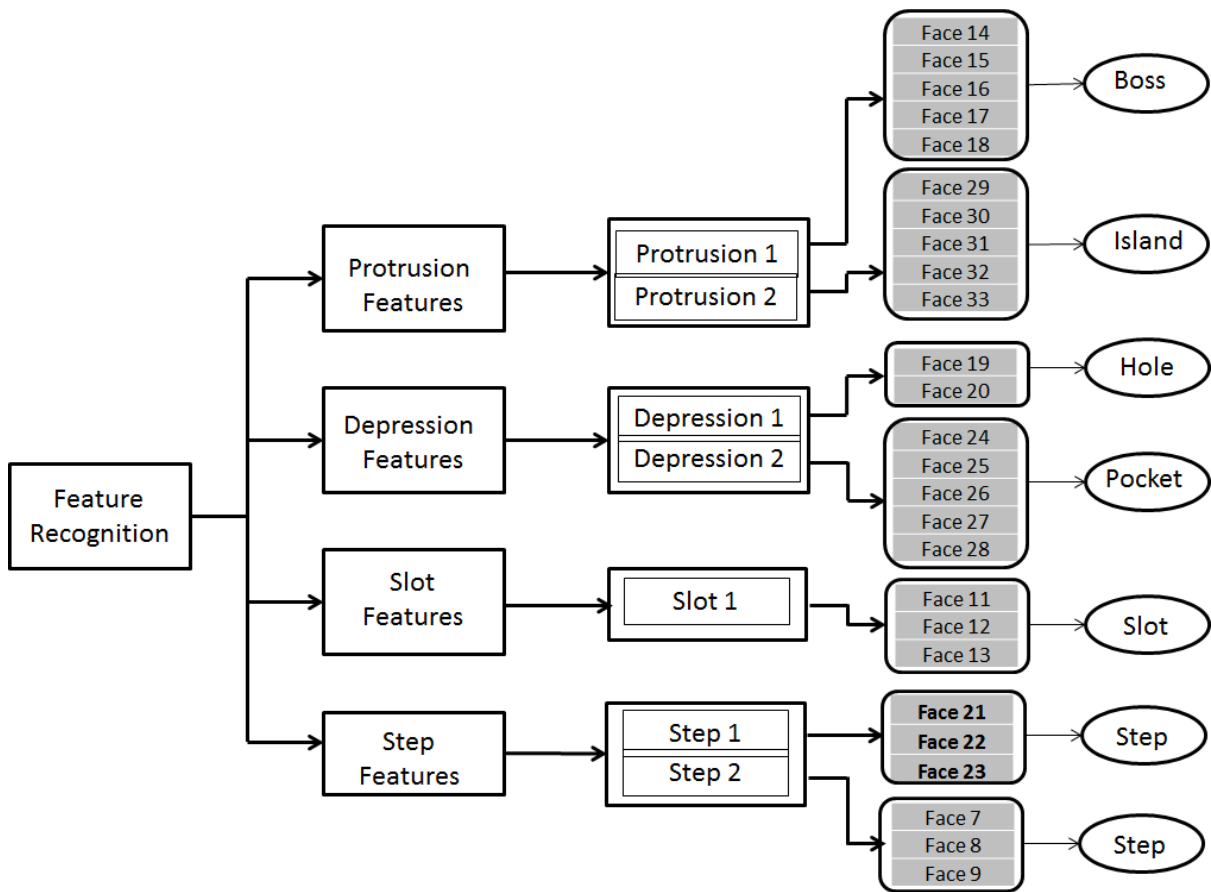 Feature
Recognition
Protrusion
Features
Depression
Features
Slot
Features
Step
Features
Protrusion 1
Protrusion 2
Depression 1
Depression 2
Slot 1
Step 1
Step 2
Face 14
Face 15
Face 16
Face 17
Face 18
Face 29
Face 30
Face 31
Face 32
Face 33
Face 19
Face 20
Face 24
Face 25
Face 26
Face 27
Face 28
Face 11
Face 12
Face 13
Face 21
Face 22
Face 23
Face 7
Face 8
Face 9
Boss
Island
Hole
Pocket
Slot
Step
Step